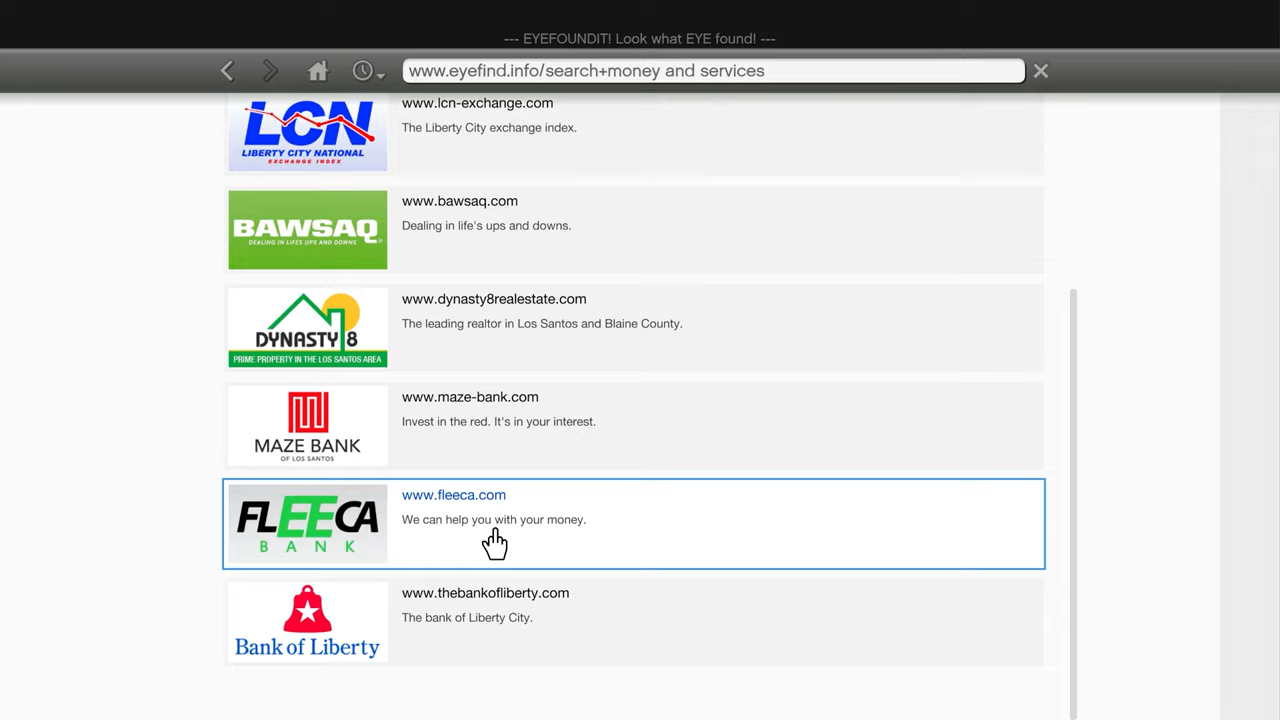 --- EYEFOUNDIT! Look what EYE found! ---
www.eyefind.info/search+money and services
LCN
LIBERTY CITY NATIONAL
EXCHANGE INDEX
www.lcn-exchange.com
The Liberty City exchange index.
BAWSAQ
DEALING IN LIFE'S UPS AND DOWNS
www.bawsaq.com
Dealing in life's ups and downs.
DYNASTY 8
PRIME PROPERTY IN THE LOS SANTOS AREA
www.dynasty8realestate.com
The leading realtor in Los Santos and Blaine County.
MAZE BANK
OF LOS SANTOS
www.maze-bank.com
Invest in the red. It's in your interest.
FLEECA
BANK
www.fleeca.com
We can help you with your money.
Bank of Liberty
www.thebankofliberty.com
The bank of Liberty City.